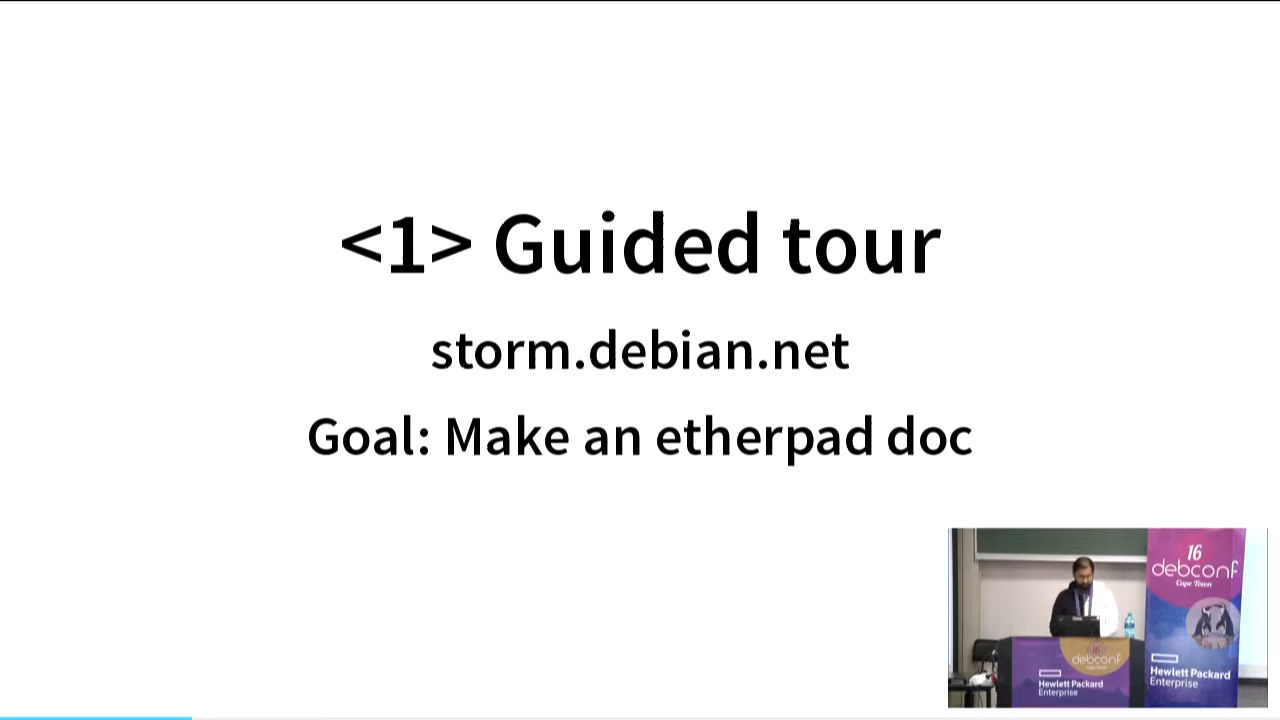 <1> Guided tour
storm.debian.net
Goal: Make an etherpad doc
16
debconf
Cape Town
Hewlett Packard
Enterprise
16
debconf
Hewlett Packard
Enterprise